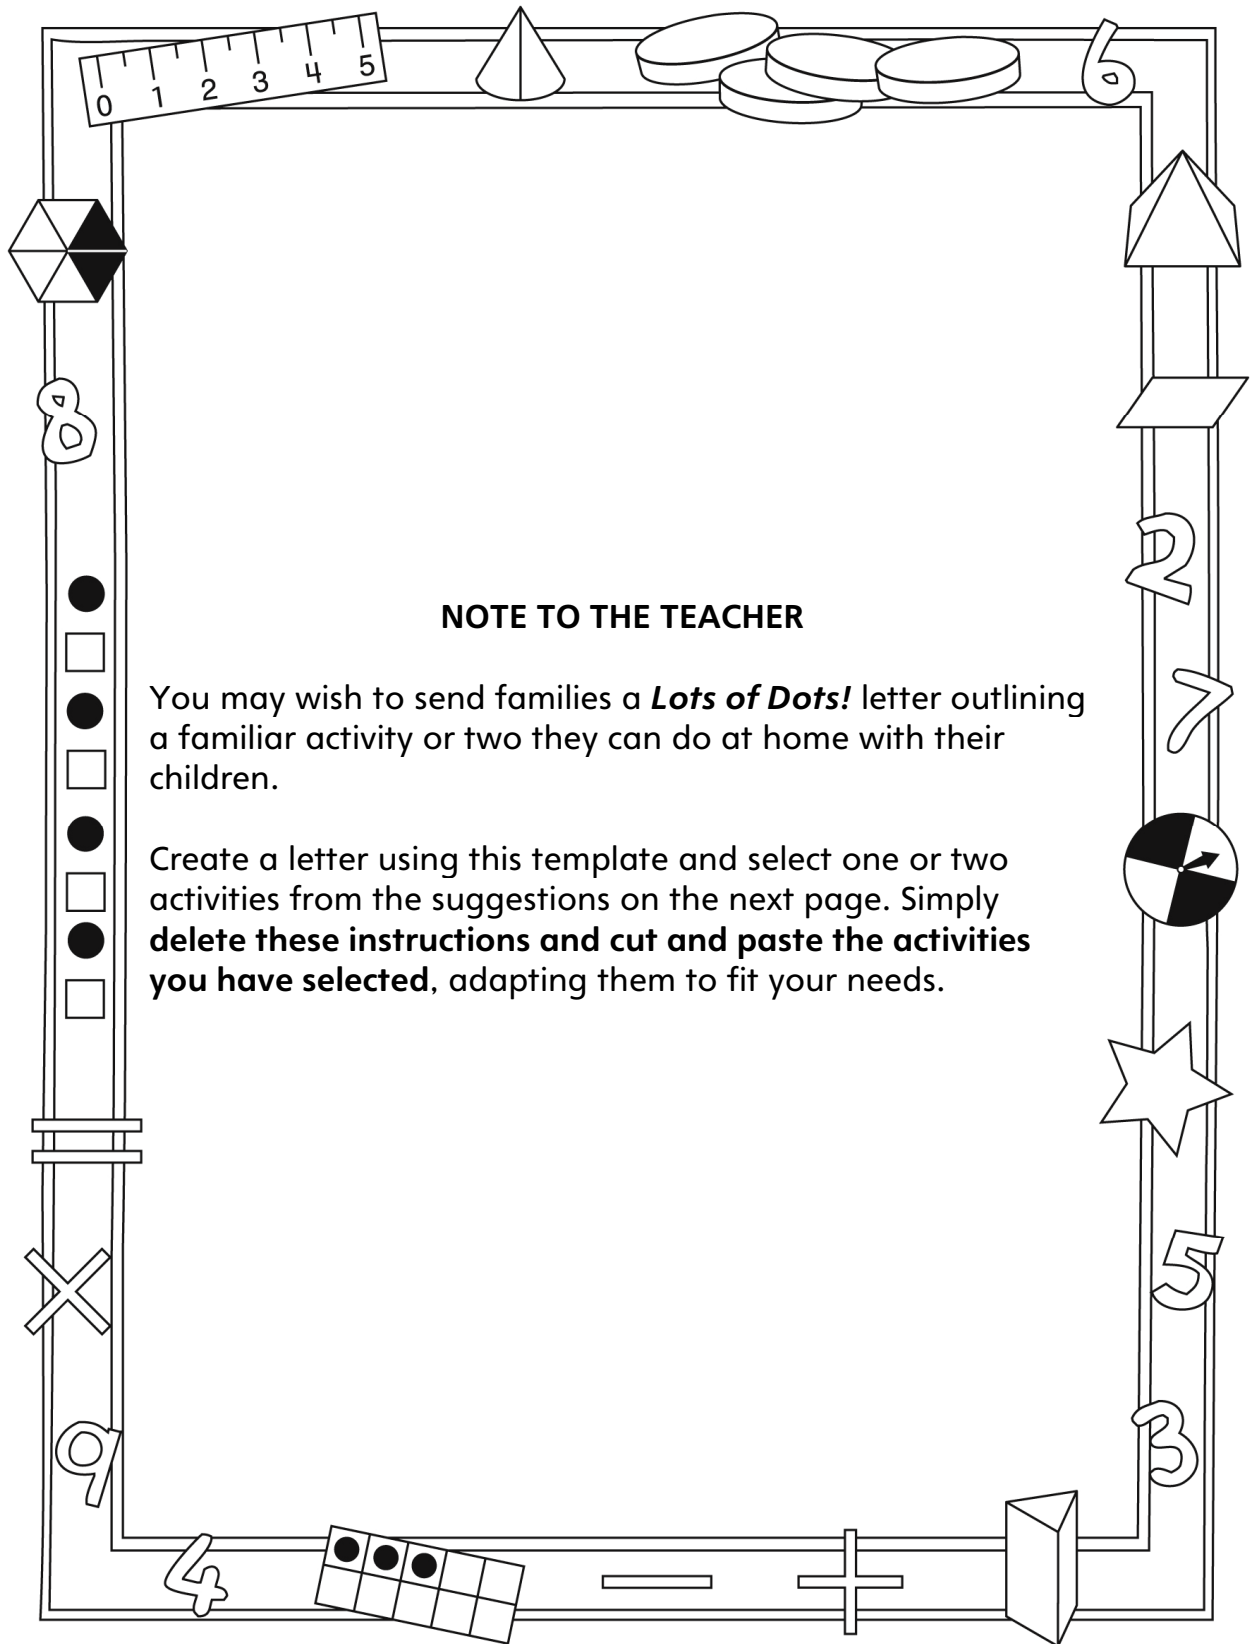 0 1 2 3 4 5
6
8
NOTE TO THE TEACHER
2
You may wish to send families a Lots of Dots! letter outlining
a familiar activity or two they can do at home with their
children.
7
Create a letter using this template and select one or two
activities from the suggestions on the next page. Simply
delete these instructions and cut and paste the activities
you have selected, adapting them to fit your needs.
=
×
5
9
3
4
−
+